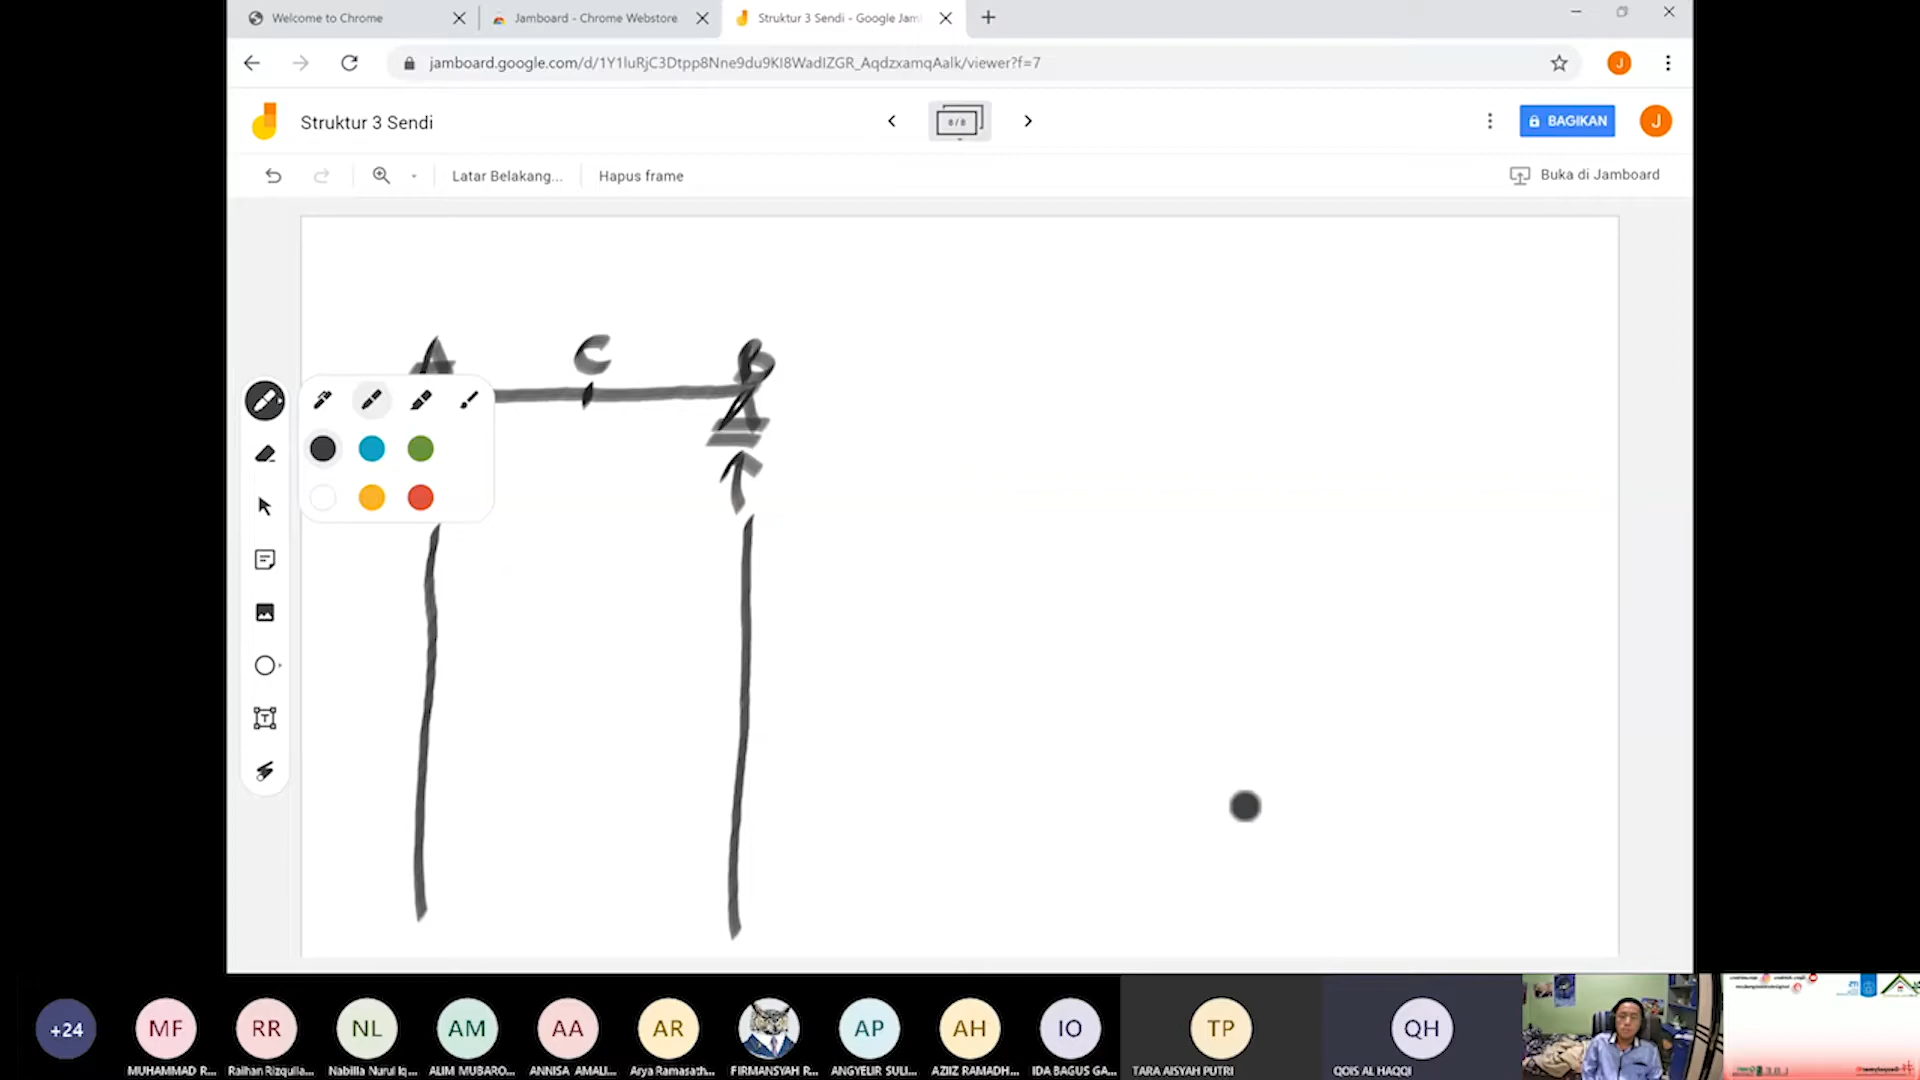 Welcome to Chrome
Jamboard - Chrome Webstore
Struktur 3 Sendi - Google Jam
jamboard.google.com/d/1Y1luRjC3Dtpp8Nne9du9KI8WadIZGR_AqdzxamqAalk/viewer?f=7
J
Struktur 3 Sendi
8/8
BAGIKAN
J
Latar Belakang...
Hapus frame
Buka di Jamboard
A
C
B
+24
MF
RR
NL
AM
AA
AR
AP
AH
IO
TP
QH
MUHAMMAD R...
Raihan Rizqulla...
Nabilla Nurul Iq...
ALIM MUBARO...
ANNISA AMALI...
Arya Ramasath...
FIRMANSYAH R...
ANGYELIR SULI...
AZIIZ RAMADH...
IDA BAGUS GA...
TARA AISYAH PUTRI
QOIS AL HAQQI